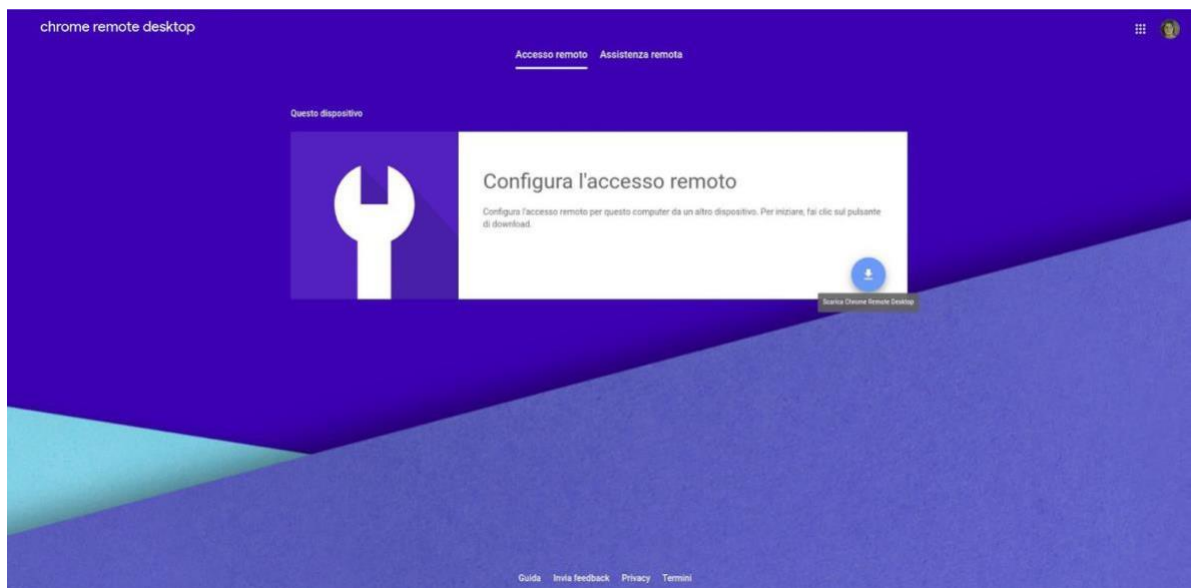 chrome remote desktop
Accesso remoto Assistenza remota
Questo dispositivo
Configura l'accesso remoto
Configura l'accesso remoto per questo computer da un altro dispositivo. Per iniziare, fai clic sul pulsante
di download.
Scarica Chrome Remote Desktop
Guida Invia feedback Privacy Termini